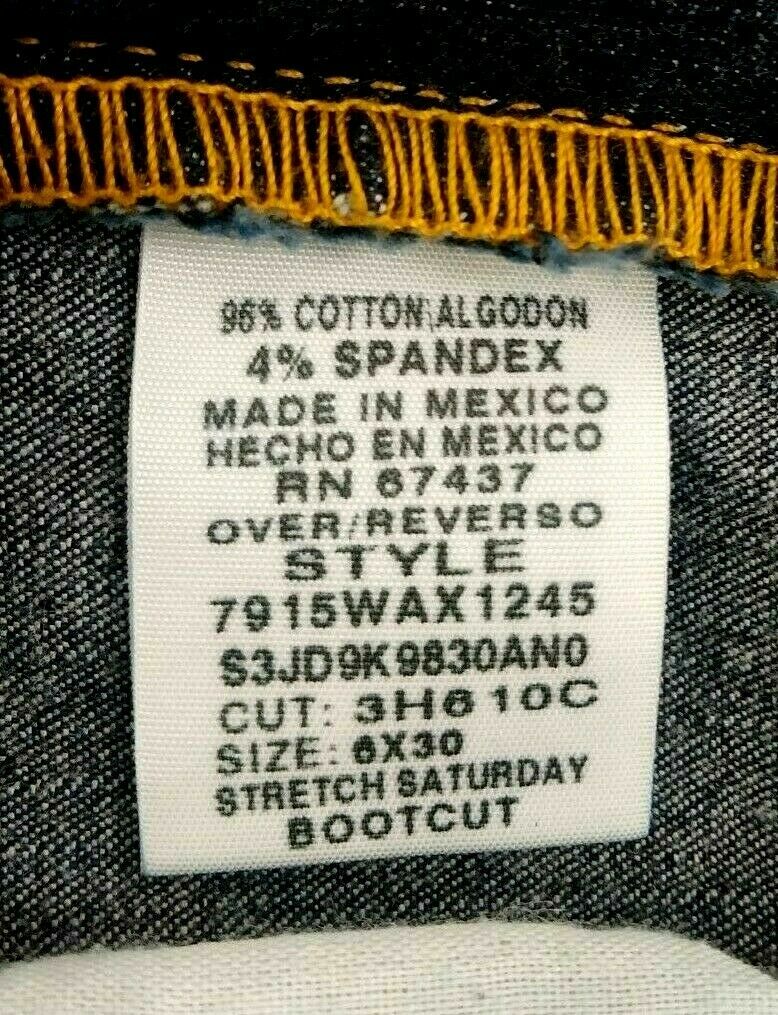 96% COTTON\ALGODON
4% SPANDEX
MADE IN MEXICO
HECHO EN MEXICO
RN 67437
OVER/REVERSO
STYLE
7915WAX1245
S3JD9K9830AN0
CUT: 3H610C
SIZE: 6X30
STRETCH SATURDAY
BOOTCUT